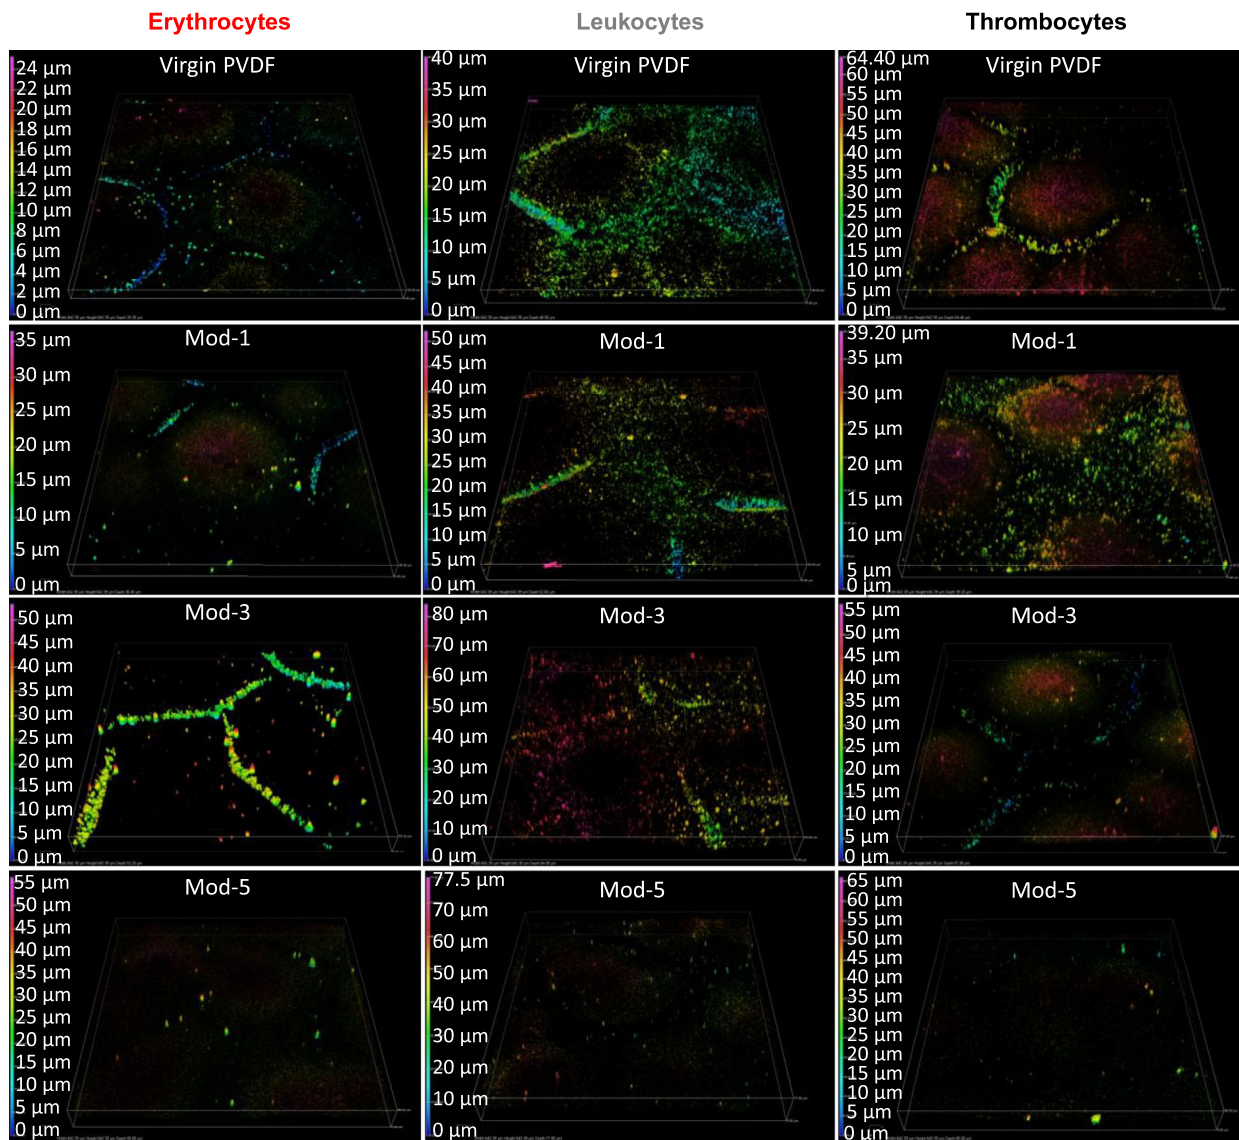 Erythrocytes
Leukocytes
Thrombocytes
Virgin PVDF
24 µm
22 µm
20 µm
18 µm
16 µm
14 µm
12 µm
10 µm
8 µm
6 µm
4 µm
2 µm
0 µm
Virgin PVDF
40 µm
35 µm
30 µm
25 µm
20 µm
15 µm
10 µm
5 µm
0 µm
Virgin PVDF
64.40 µm
60 µm
55 µm
50 µm
45 µm
40 µm
35 µm
30 µm
25 µm
20 µm
15 µm
10 µm
5 µm
0 µm
Mod-1
35 µm
30 µm
25 µm
20 µm
15 µm
10 µm
5 µm
0 µm
Mod-1
50 µm
45 µm
40 µm
35 µm
30 µm
25 µm
20 µm
15 µm
10 µm
5 µm
0 µm
Mod-1
39.20 µm
35 µm
30 µm
25 µm
20 µm
15 µm
10 µm
5 µm
0 µm
Mod-3
50 µm
45 µm
40 µm
35 µm
30 µm
25 µm
20 µm
15 µm
10 µm
5 µm
0 µm
Mod-3
80 µm
70 µm
60 µm
50 µm
40 µm
30 µm
20 µm
10 µm
0 µm
Mod-3
55 µm
50 µm
45 µm
40 µm
35 µm
30 µm
25 µm
20 µm
15 µm
10 µm
5 µm
0 µm
Mod-5
55 µm
50 µm
45 µm
40 µm
35 µm
30 µm
25 µm
20 µm
15 µm
10 µm
5 µm
0 µm
Mod-5
77.5 µm
70 µm
60 µm
50 µm
40 µm
30 µm
20 µm
10 µm
0 µm
Mod-5
65 µm
60 µm
55 µm
50 µm
45 µm
40 µm
35 µm
30 µm
25 µm
20 µm
15 µm
10 µm
5 µm
0 µm